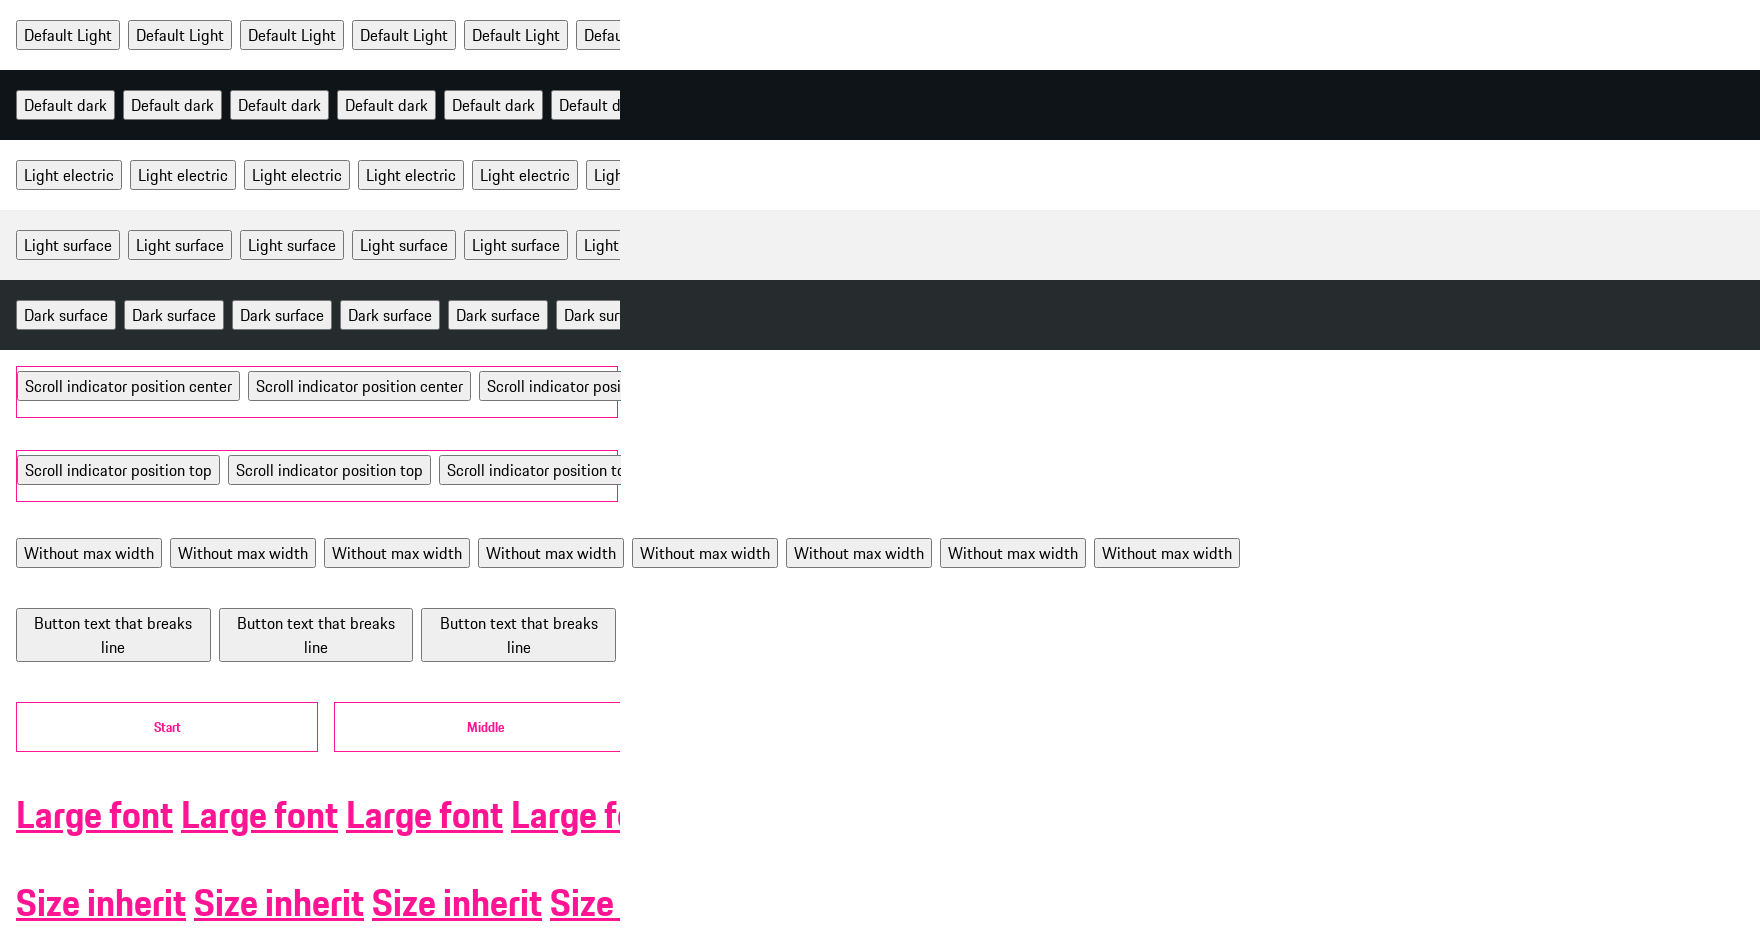 Default Light Default Light Default Light Default Light Default Light Defau
Default dark Default dark Default dark Default dark Default dark Default d
Light electric Light electric Light electric Light electric Light electric Ligh
Light surface Light surface Light surface Light surface Light surface Light
Dark surface Dark surface Dark surface Dark surface Dark surface Dark sur
Scroll indicator position center Scroll indicator position center Scroll indicator posi
Scroll indicator position top Scroll indicator position top Scroll indicator position to
Without max width Without max width Without max width Without max width Without max width Without max width Without max width Without max width
Button text that breaks Button text that breaks Button text that breaks
line line line
Start Middle
Large font Large font Large font Large fo
Size inherit Size inherit Size inherit Size